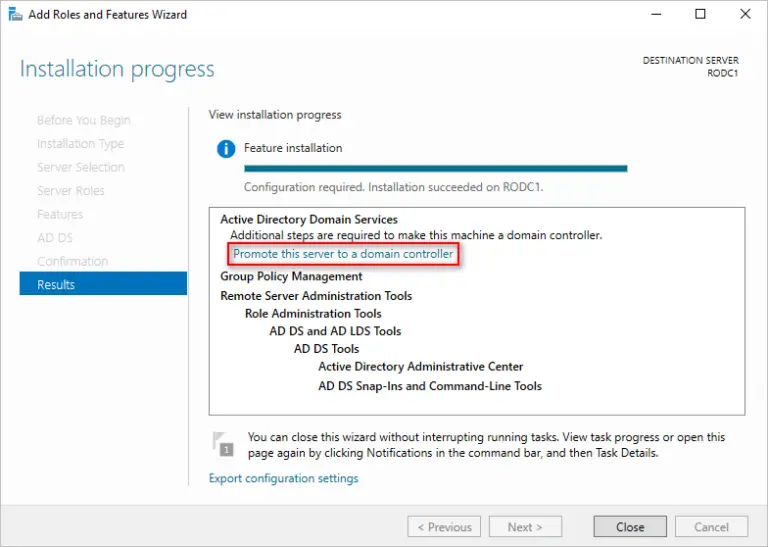 Add Roles and Features Wizard
Installation progress
DESTINATION SERVER
RODC1
Before You Begin
Installation Type
Server Selection
Server Roles
Features
AD DS
Confirmation
Results
View installation progress
Feature installation
Configuration required. Installation succeeded on RODC1.
Active Directory Domain Services
Additional steps are required to make this machine a domain controller.
Promote this server to a domain controller
Group Policy Management
Remote Server Administration Tools
Role Administration Tools
AD DS and AD LDS Tools
AD DS Tools
Active Directory Administrative Center
AD DS Snap-Ins and Command-Line Tools
1
You can close this wizard without interrupting running tasks. View task progress or open this
page again by clicking Notifications in the command bar, and then Task Details.
Export configuration settings
< Previous
Next >
Close
Cancel